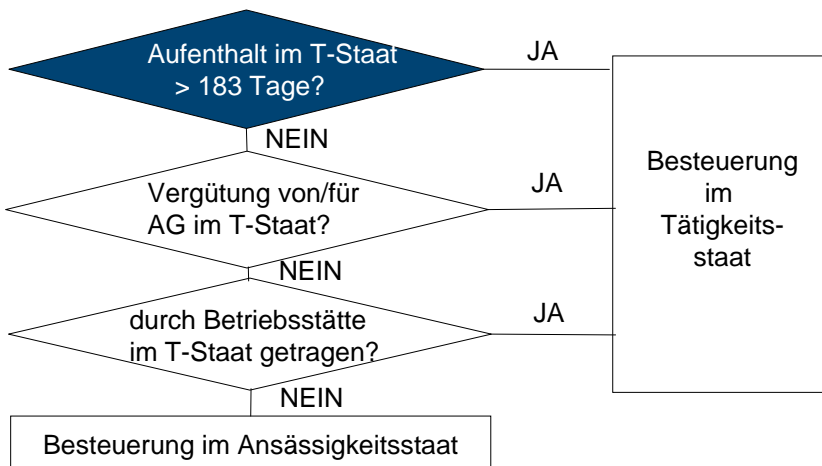 Aufenthalt im T-Staat
> 183 Tage?
JA
NEIN
Vergütung von/für
AG im T-Staat?
JA
NEIN
durch Betriebsstätte
im T-Staat getragen?
JA
NEIN
Besteuerung im Ansässigkeitsstaat
Besteuerung
im
Tätigkeits-
staat